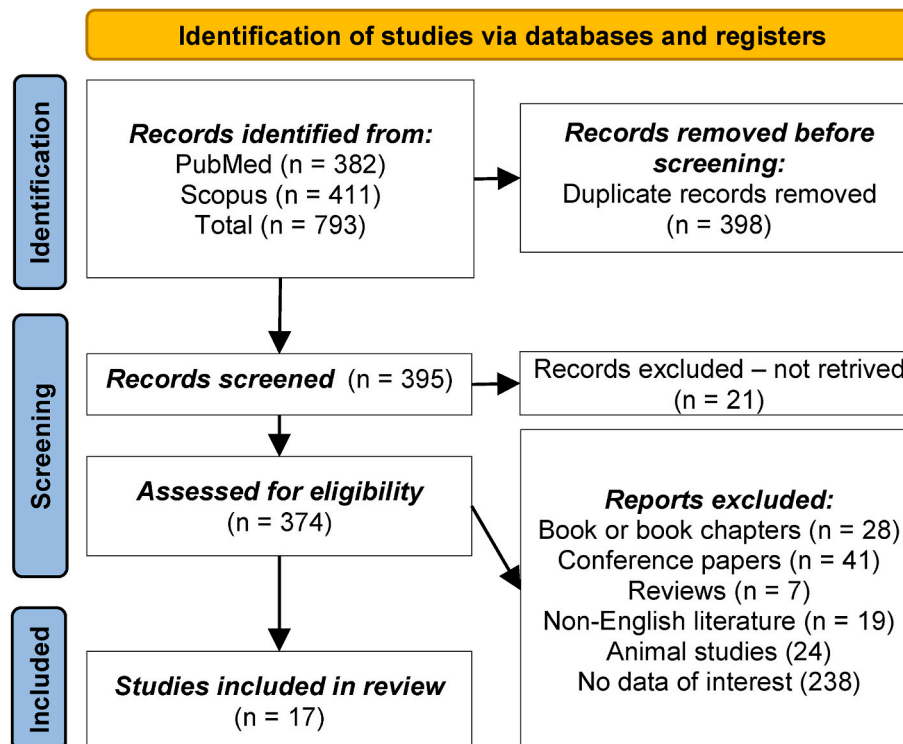 Identification of studies via databases and registers
Identification
Records identified from:
PubMed (n = 382)
Scopus (n = 411)
Total (n = 793)
Records removed before
screening:
Duplicate records removed
(n = 398)
Screening
Records screened (n = 395)
Records excluded – not retrived
(n = 21)
Assessed for eligibility
(n = 374)
Reports excluded:
Book or book chapters (n = 28)
Conference papers (n = 41)
Reviews (n = 7)
Non-English literature (n = 19)
Animal studies (24)
No data of interest (238)
Included
Studies included in review
(n = 17)